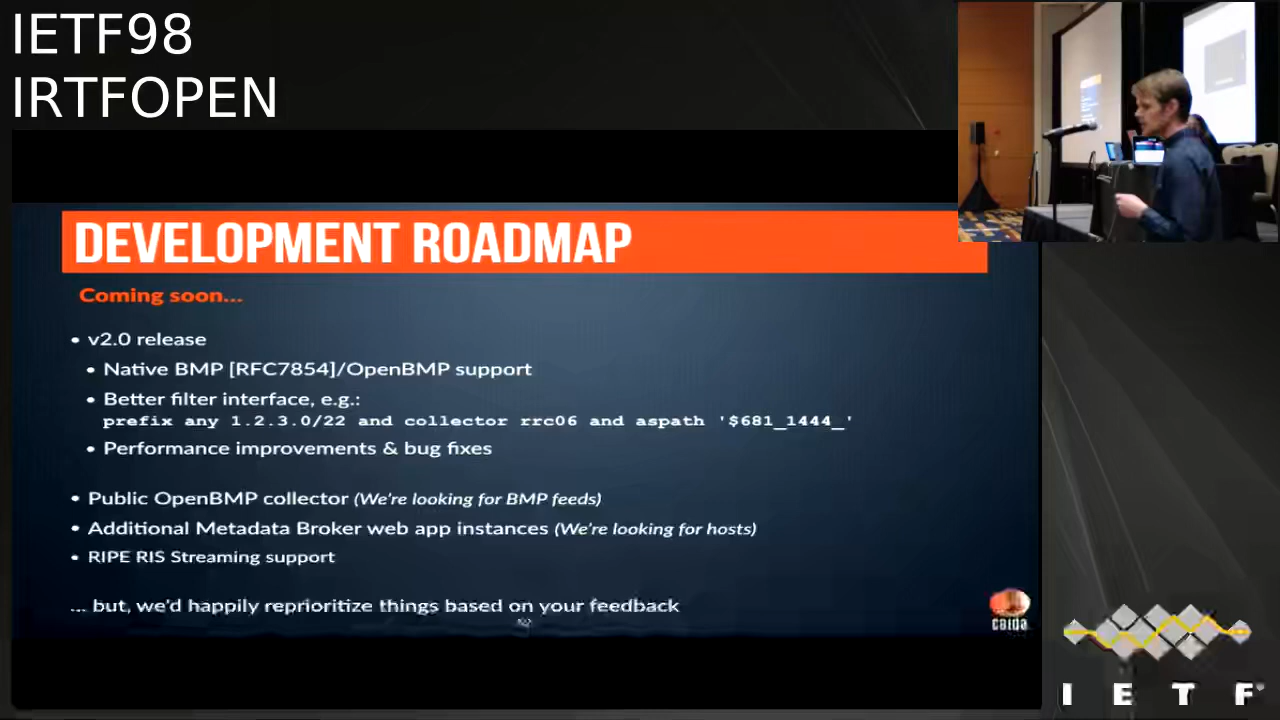 IETF98
IRTFOPEN
DEVELOPMENT ROADMAP
Coming soon...
• v2.0 release
• Native BMP [RFC7854]/OpenBMP support
• Better filter interface, e.g.:
prefix any 1.2.3.0/22 and collector rrc06 and aspath '$681_1444_'
• Performance improvements & bug fixes
• Public OpenBMP collector (We're looking for BMP feeds)
• Additional Metadata Broker web app instances (We're looking for hosts)
• RIPE RIS Streaming support
... but, we'd happily reprioritize things based on your feedback
caida
I E T F